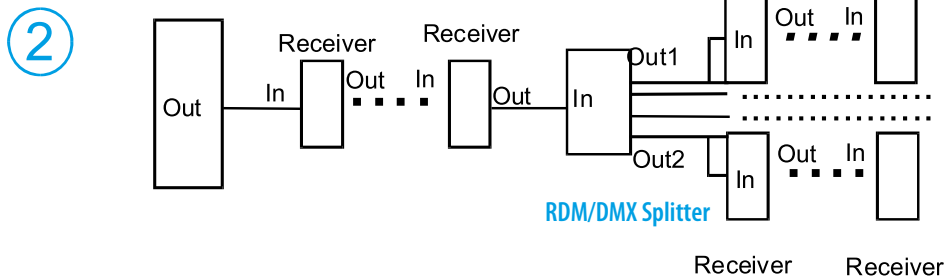 2
Out In
Receiver Receiver
In
Out1
Out In
Out In Out In
Out2
Out In
In
RDM/DMX Splitter
Receiver Receiver